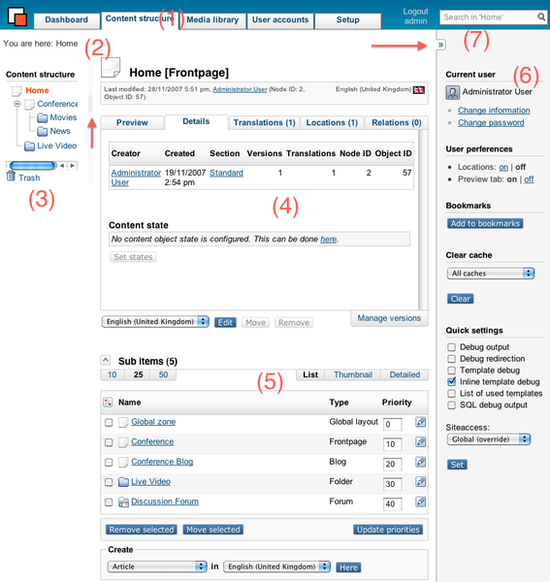 Dashboard
Content structure
(1)
Media library
User accounts
Setup
Logout
admin
Search in 'Home'
You are here: Home
(2)
»
(7)
Content structure
Home
Conference
Movies
News
Live Video
Trash
(3)
Home [Frontpage]
Last modified: 28/11/2007 5:51 pm, Administrator User (Node ID: 2,
Object ID: 57)
English (United Kingdom)
Preview
Details
Translations (1)
Locations (1)
Relations (0)
Creator Created Section Versions Translations Node ID Object ID
Administrator 19/11/2007 Standard 1 1 2 57
User 2:54 pm
(4)
Content state
No content object state is configured. This can be done here.
Set states
English (United Kingdom) Edit Move Remove
Manage versions
Sub items (5)
10 25 50
(5)
List Thumbnail Detailed
Name Type Priority
Global zone Global layout 0
Conference Frontpage 10
Conference Blog Blog 20
Live Video Folder 30
Discussion Forum Forum 40
Remove selected Move selected Update priorities
Create
Article in English (United Kingdom) Here
Current user
(6)
Administrator User
• Change information
• Change password
User preferences
• Locations: on | off
• Preview tab: on | off
Bookmarks
Add to bookmarks
Clear cache
All caches
Clear
Quick settings
Debug output
Debug redirection
Template debug
Inline template debug
List of used templates
SQL debug output
Siteaccess:
Global (override)
Set